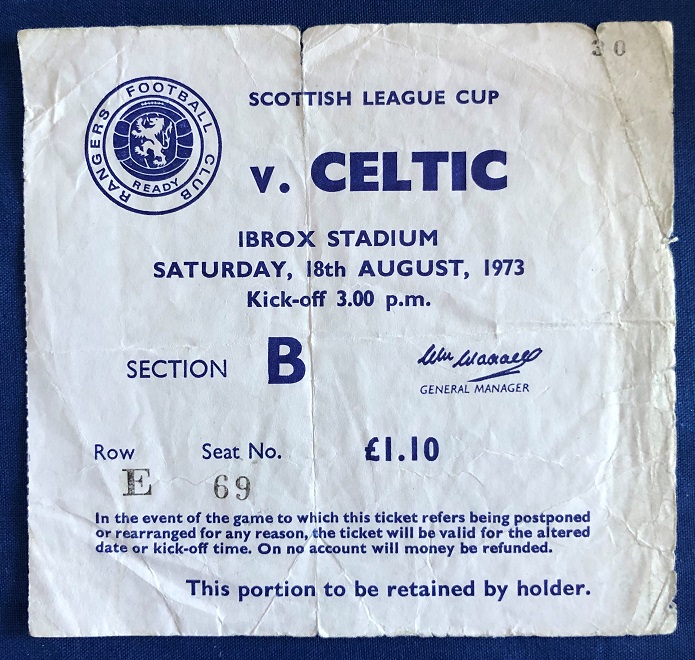 30
SCOTTISH LEAGUE CUP
RANGERS FOOTBALL CLUB
READY
v. CELTIC
IBROX STADIUM
SATURDAY, 18th AUGUST, 1973
Kick-off 3.00 p.m.
SECTION B
GENERAL MANAGER
Row Seat No. £1.10
E 69
In the event of the game to which this ticket refers being postponed
or rearranged for any reason, the ticket will be valid for the altered
date or kick-off time. On no account will money be refunded.
This portion to be retained by holder.